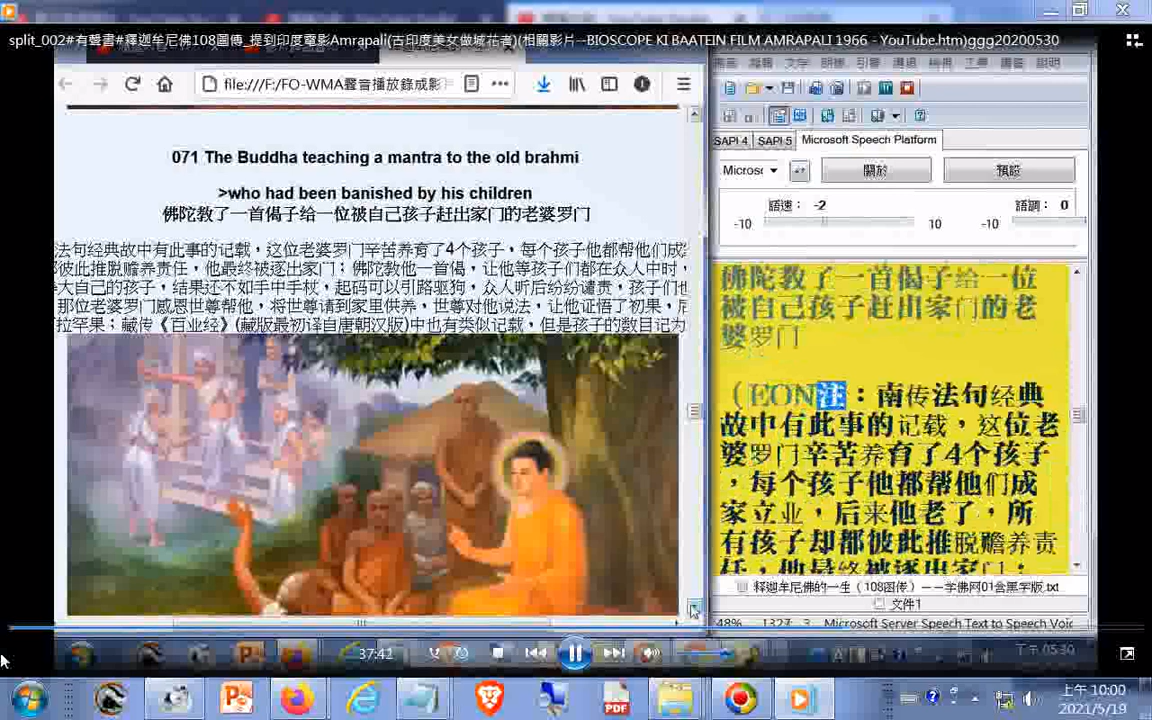 split_002#有聲書#釋迦牟尼佛108圖傳_提到印度電影Amrapali(古印度美女做城花者)(相關影片--BIOSCOPE KI BAATEIN FILM AMRAPALI 1966 - YouTube.htm)ggg20200530
file:///F:/FO-WMA聲音播放錄成影
071 The Buddha teaching a mantra to the old brahmi
>who had been banished by his children
佛陀教了一首偈子给一位被自己孩子赶出家门的老婆罗门
法句经典故中有此事的记载，这位老婆罗门辛苦养育了4个孩子，每个孩子他都帮他们成
彼此推脱赡养责任，他最终被逐出家门；佛陀教他一首偈，让他等孩子们都在众人中时，
大自己的孩子，结果还不如手中手杖，起码可以引路驱狗，众人听后纷纷谴责，孩子们也
那位老婆罗门感恩世尊帮他，将世尊请到家里供养，世尊对他说法，让他证悟了初果，
拉罕果；藏传《百业经》(藏版最初译自唐朝汉版)中也有类似记载，但是孩子的数目记为
SAPI 4 SAPI 5 Microsoft Speech Platform
Microsc 關於 預設
語速： -2 語調： 0
-10 10 -10
佛陀教了一首偈子给一位
被自己孩子赶出家门的老
婆罗门
（EON注：南传法句经典
故中有此事的记载，这位老
婆罗门辛苦养育了4个孩子
，每个孩子他都帮他们成
家立业，后来他老了，所
有孩子却都彼此推脱赡养责
任，他最终被逐出家门；
释迦牟尼佛的一生（108图传）——学佛网01含黑字版.txt
文件1
48% 1327: 3 Microsoft Server Speech Text to Speech Voic
37:42
下午 05:30
上午 10:00
2021/5/19